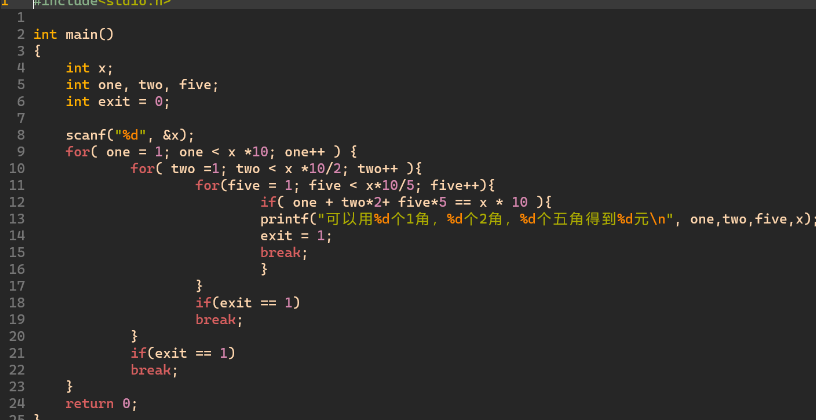 1 #include<stdio.h>
1
2 int main()
3 {
4 int x;
5 int one, two, five;
6 int exit = 0;
7
8 scanf("%d", &x);
9 for( one = 1; one < x *10; one++ ) {
10 for( two =1; two < x *10/2; two++ ){
11 for(five = 1; five < x*10/5; five++){
12 if( one + two*2+ five*5 == x * 10 ){
13 printf("可以用%d个1角，%d个2角，%d个五角得到%d元\n", one,two,five,x);
14 exit = 1;
15 break;
16 }
17 }
18 if(exit == 1)
19 break;
20 }
21 if(exit == 1)
22 break;
23 }
24 return 0;
25 }